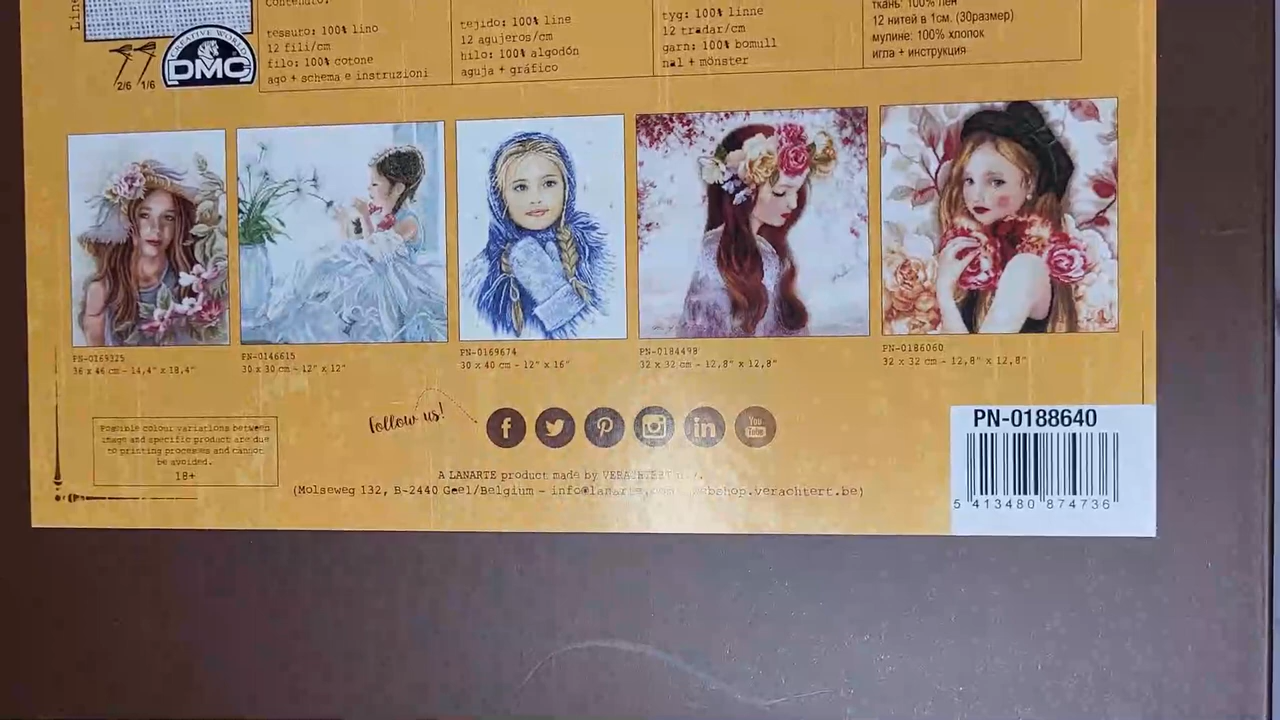 Contenuto:
tessuto: 100% lino
12 fili/cm
filo: 100% cotone
ago + schema e instruzioni
tejido: 100% line
12 agujeros/cm
hilo: 100% algodón
aguja + gráfico
tyg: 100% linne
12 trådar/cm
garn: 100% bomull
nål + mönster
ткань: 100% лен
12 нитей в 1см. (30размер)
мулине: 100% хлопок
игла + инструкция
Line
2/6 1/6
CREATIVE WORLD
DMC
PN-0169325
36 x 46 cm - 14,4" x 18,4"
PN-0146615
30 x 30 cm - 12" x 12"
PN-0169674
30 x 40 cm - 12" x 16"
PN-0184498
32 x 32 cm - 12,8" x 12,8"
PN-0186060
32 x 32 cm - 12,8" x 12,8"
Possible colour variations between
image and specific product are due
to printing processes and cannot
be avoided.
18+
Follow us!
You
Tube
A LANARTE product made by VERACHTERT n.v.
(Molseweg 132, B-2440 Geel/Belgium - info@lanarte.com webshop.verachtert.be)
PN-0188640
5 413480 874736